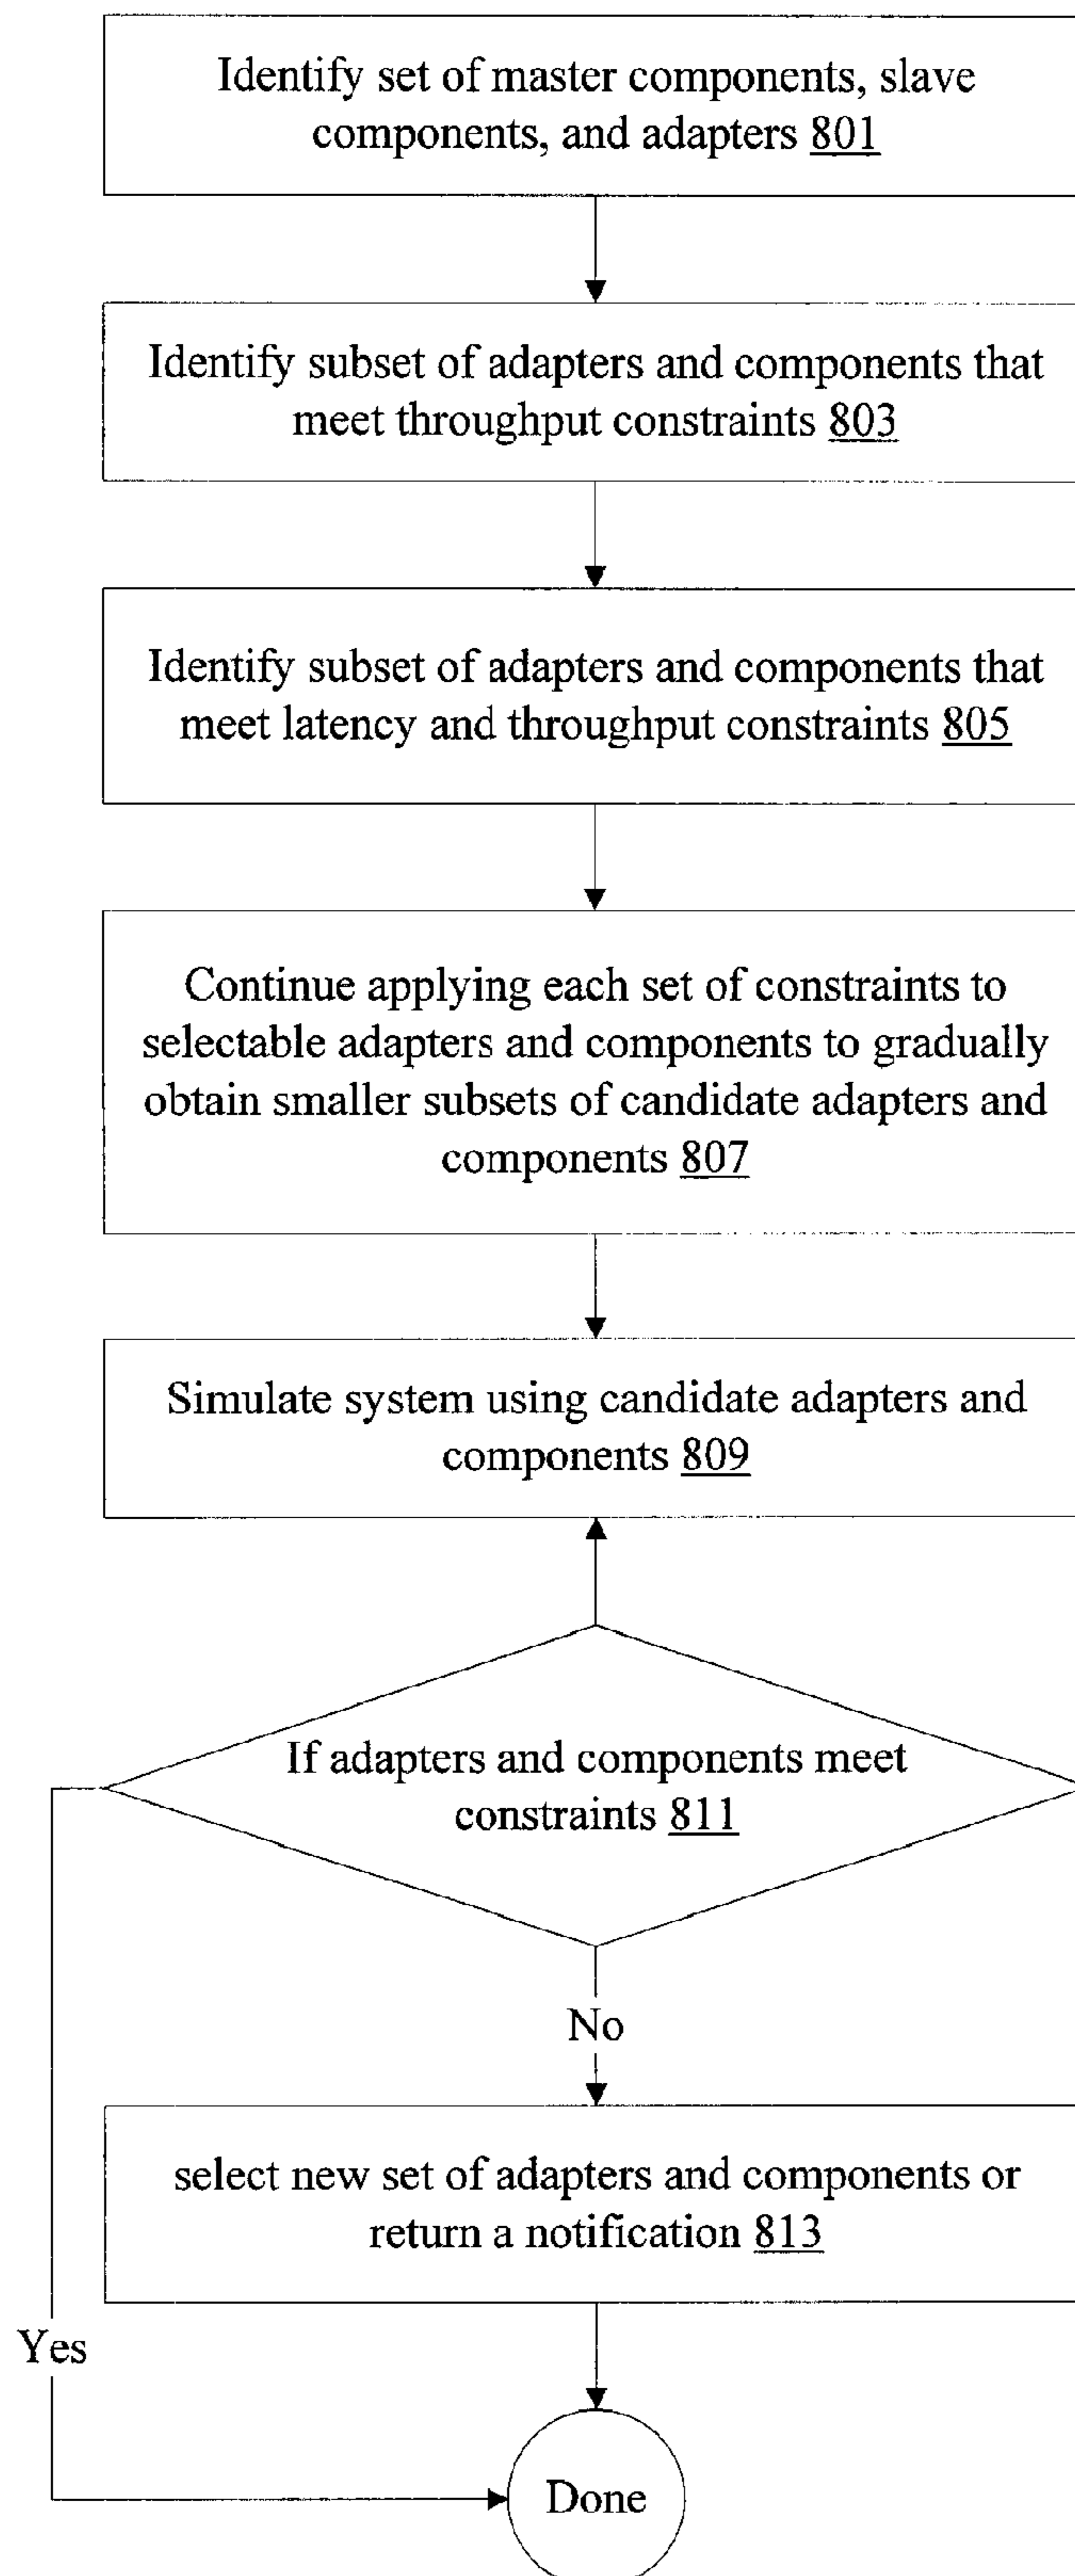 Identify set of master components, slave
components, and adapters 801
Identify subset of adapters and components that
meet throughput constraints 803
Identify subset of adapters and components that
meet latency and throughput constraints 805
Continue applying each set of constraints to
selectable adapters and components to gradually
obtain smaller subsets of candidate adapters and
components 807
Simulate system using candidate adapters and
components 809
If adapters and components meet
constraints 811
No
select new set of adapters and components or
return a notification 813
Yes
Done